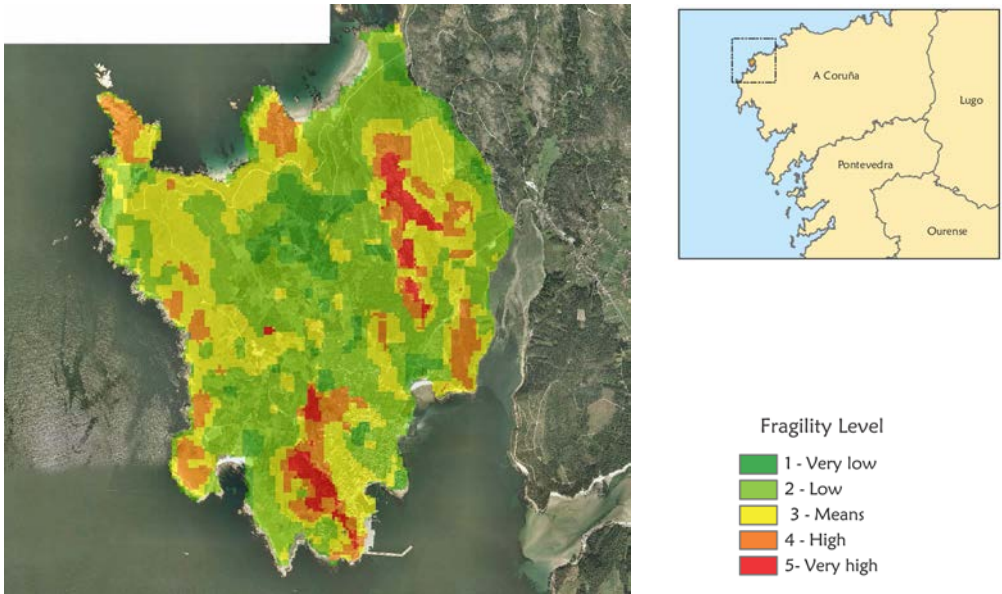 A Coruña
Lugo
Pontevedra
Ourense
Fragility Level
1 - Very low
2 - Low
3 - Means
4 - High
5- Very high